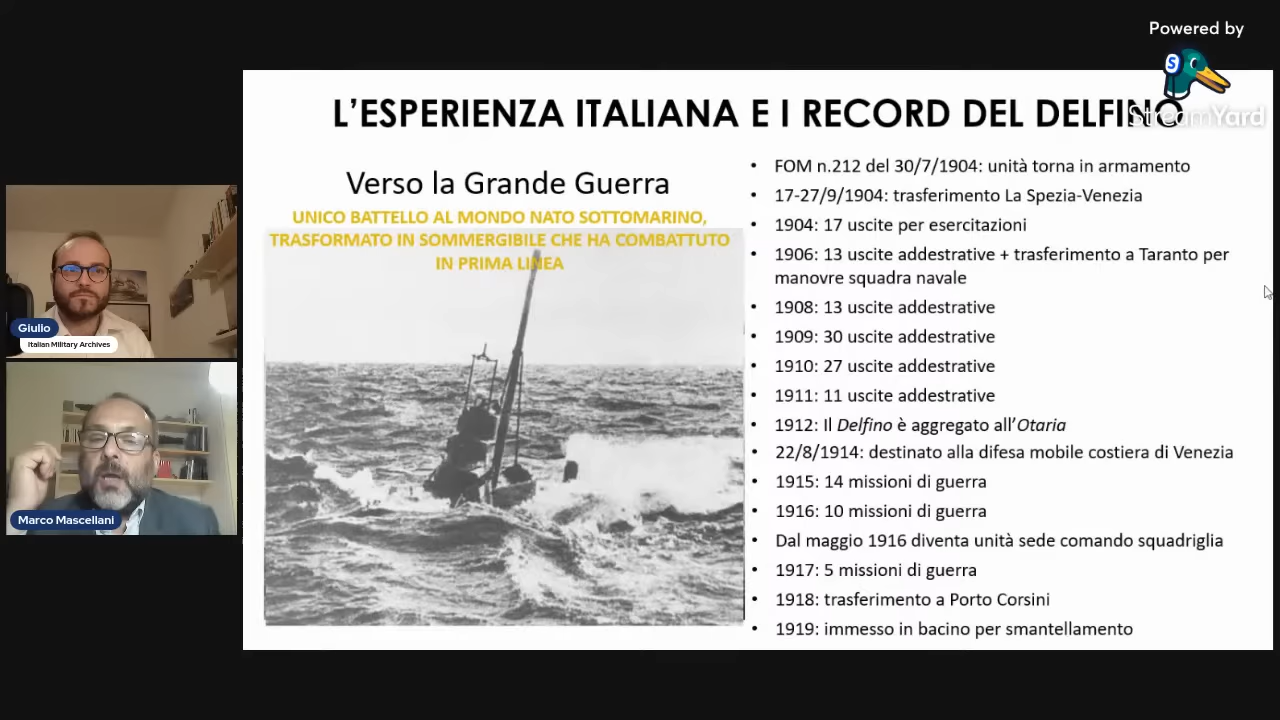 Powered by
StreamYard
L'ESPERIENZA ITALIANA E I RECORD DEL DELFINO
Verso la Grande Guerra
UNICO BATTELLO AL MONDO NATO SOTTOMARINO,
TRASFORMATO IN SOMMERGIBILE CHE HA COMBATTUTO
IN PRIMA LINEA
• FOM n.212 del 30/7/1904: unità torna in armamento
• 17-27/9/1904: trasferimento La Spezia-Venezia
• 1904: 17 uscite per esercitazioni
• 1906: 13 uscite addestrative + trasferimento a Taranto per
manovre squadra navale
• 1908: 13 uscite addestrative
• 1909: 30 uscite addestrative
• 1910: 27 uscite addestrative
• 1911: 11 uscite addestrative
• 1912: Il Delfino è aggregato all'Otaria
• 22/8/1914: destinato alla difesa mobile costiera di Venezia
• 1915: 14 missioni di guerra
• 1916: 10 missioni di guerra
• Dal maggio 1916 diventa unità sede comando squadriglia
• 1917: 5 missioni di guerra
• 1918: trasferimento a Porto Corsini
• 1919: immesso in bacino per smantellamento
Giulio
Italian Military Archives
Marco Mascellani